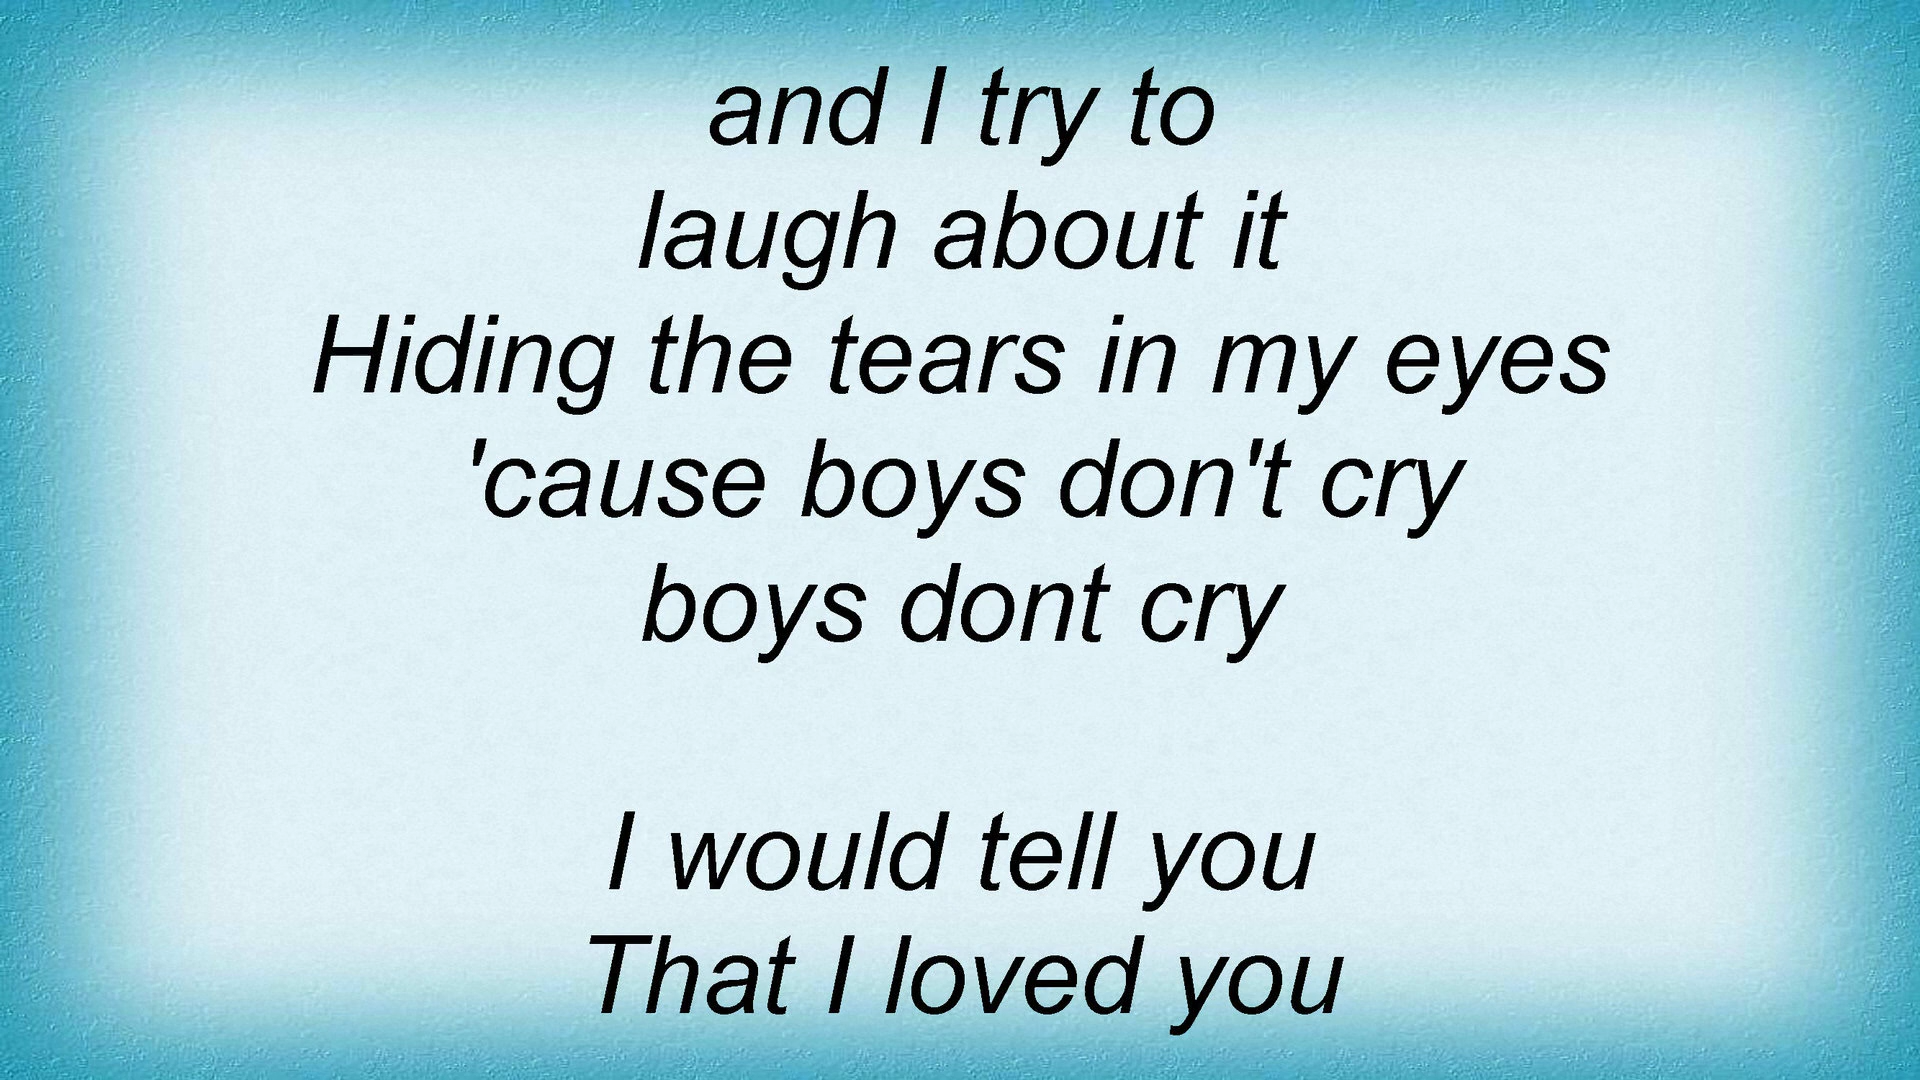 and I try to
laugh about it
Hiding the tears in my eyes
'cause boys don't cry
boys dont cry
I would tell you
That I loved you